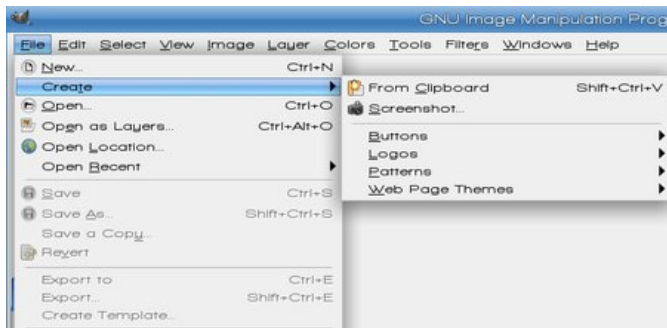 GNU Image Manipulation Prog
File Edit Select View Image Layer Colors Tools Filters Windows Help
New... Ctrl+N
Create
Open... Ctrl+O
Open as Layers... Ctrl+Alt+O
Open Location...
Open Recent
Save Ctrl+S
Save As... Shift+Ctrl+S
Save a Copy...
Revert
Export to Ctrl+E
Export... Shift+Ctrl+E
Create Template...
From Clipboard Shift+Ctrl+V
Screenshot...
Buttons
Logos
Patterns
Web Page Themes